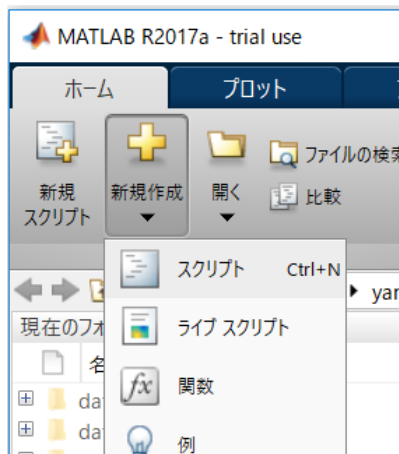 MATLAB R2017a - trial use
ホーム
プロット
新規
スクリプト
新規作成
開く
ファイルの検索
比較
スクリプト Ctrl+N
yar
ライブ スクリプト
現在のフォ
名
fx 関数
da
da
例